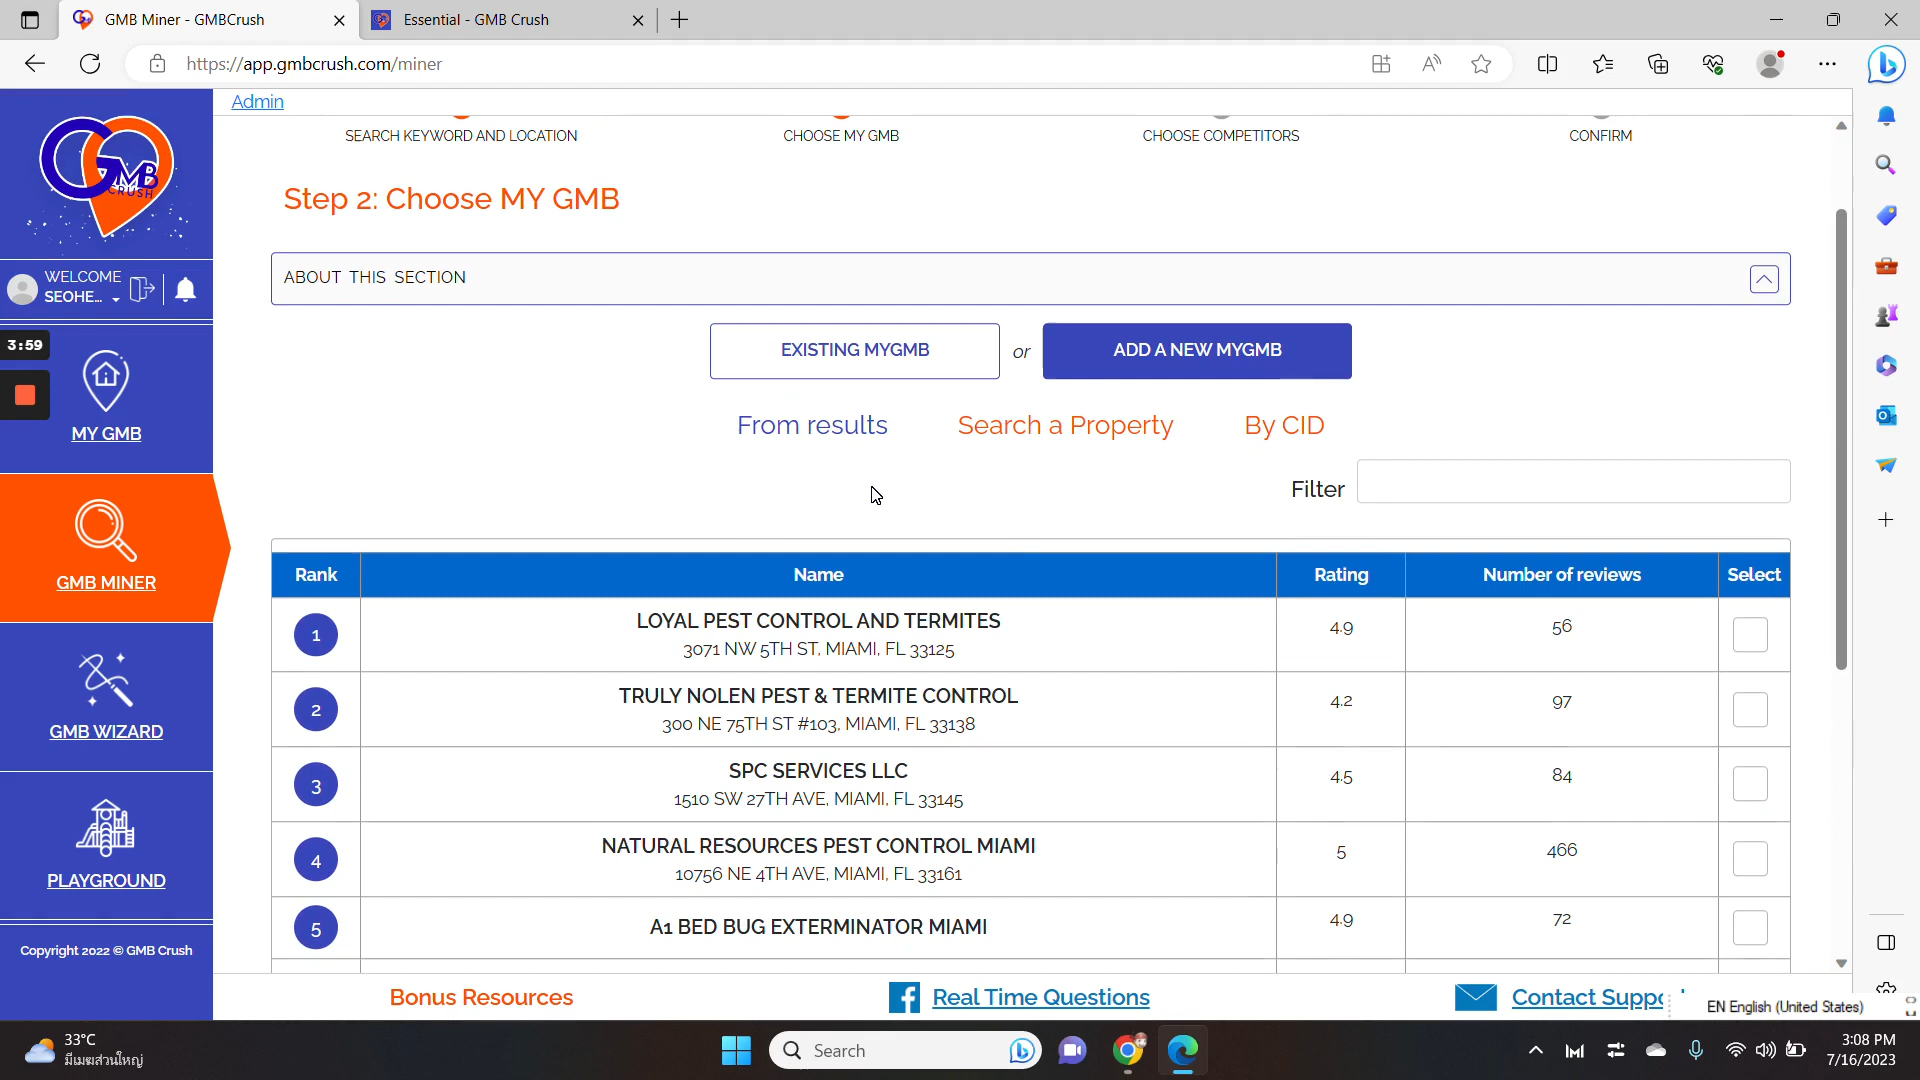 GMB Miner - GMBCrush
Essential - GMB Crush
https://app.gmbcrush.com/miner
Admin
GMB
CRUSH
SEARCH KEYWORD AND LOCATION
CHOOSE MY GMB
CHOOSE COMPETITORS
CONFIRM
Step 2: Choose MY GMB
WELCOME
SEOHE...
ABOUT THIS SECTION
3:59
EXISTING MYGMB
or
ADD A NEW MYGMB
MY GMB
From results
Search a Property
By CID
Filter
GMB MINER
Rank
Name
Rating
Number of reviews
Select
1
LOYAL PEST CONTROL AND TERMITES
3071 NW 5TH ST, MIAMI, FL 33125
4.9
56
2
TRULY NOLEN PEST & TERMITE CONTROL
300 NE 75TH ST #103, MIAMI, FL 33138
4.2
97
GMB WIZARD
3
SPC SERVICES LLC
1510 SW 27TH AVE, MIAMI, FL 33145
4.5
84
4
NATURAL RESOURCES PEST CONTROL MIAMI
10756 NE 4TH AVE, MIAMI, FL 33161
5
466
PLAYGROUND
5
A1 BED BUG EXTERMINATOR MIAMI
4.9
72
Copyright 2022 © GMB Crush
Bonus Resources
Real Time Questions
Contact Suppo
EN English (United States)
33°C
มีเมฆส่วนใหญ่
Search
3:08 PM
7/16/2023